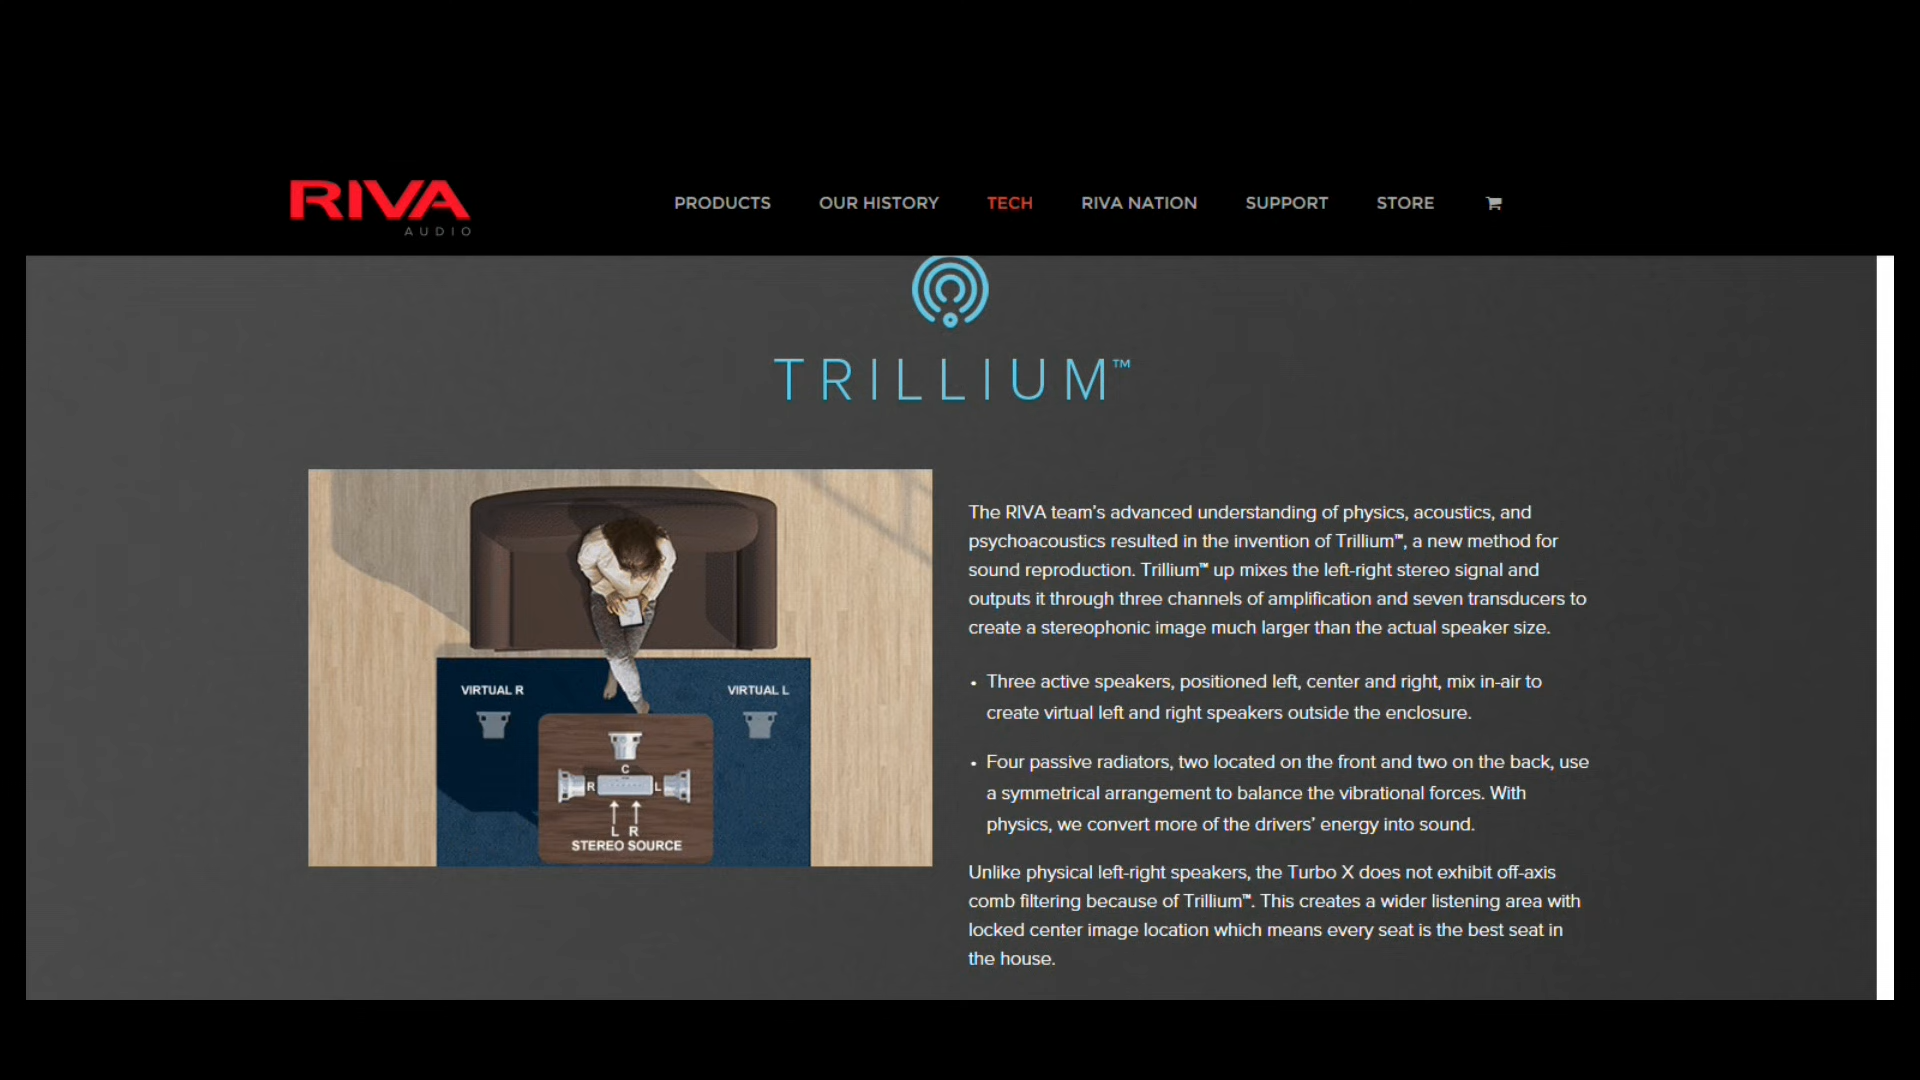 RIVA
AUDIO
PRODUCTS
OUR HISTORY
TECH
RIVA NATION
SUPPORT
STORE
TRILLIUM™
VIRTUAL R
VIRTUAL L
C
R
L
L R
STEREO SOURCE
The RIVA team's advanced understanding of physics, acoustics, and
psychoacoustics resulted in the invention of Trillium™, a new method for
sound reproduction. Trillium™ up mixes the left-right stereo signal and
outputs it through three channels of amplification and seven transducers to
create a stereophonic image much larger than the actual speaker size.
• Three active speakers, positioned left, center and right, mix in-air to
create virtual left and right speakers outside the enclosure.
• Four passive radiators, two located on the front and two on the back, use
a symmetrical arrangement to balance the vibrational forces. With
physics, we convert more of the drivers' energy into sound.
Unlike physical left-right speakers, the Turbo X does not exhibit off-axis
comb filtering because of Trillium™. This creates a wider listening area with
locked center image location which means every seat is the best seat in
the house.